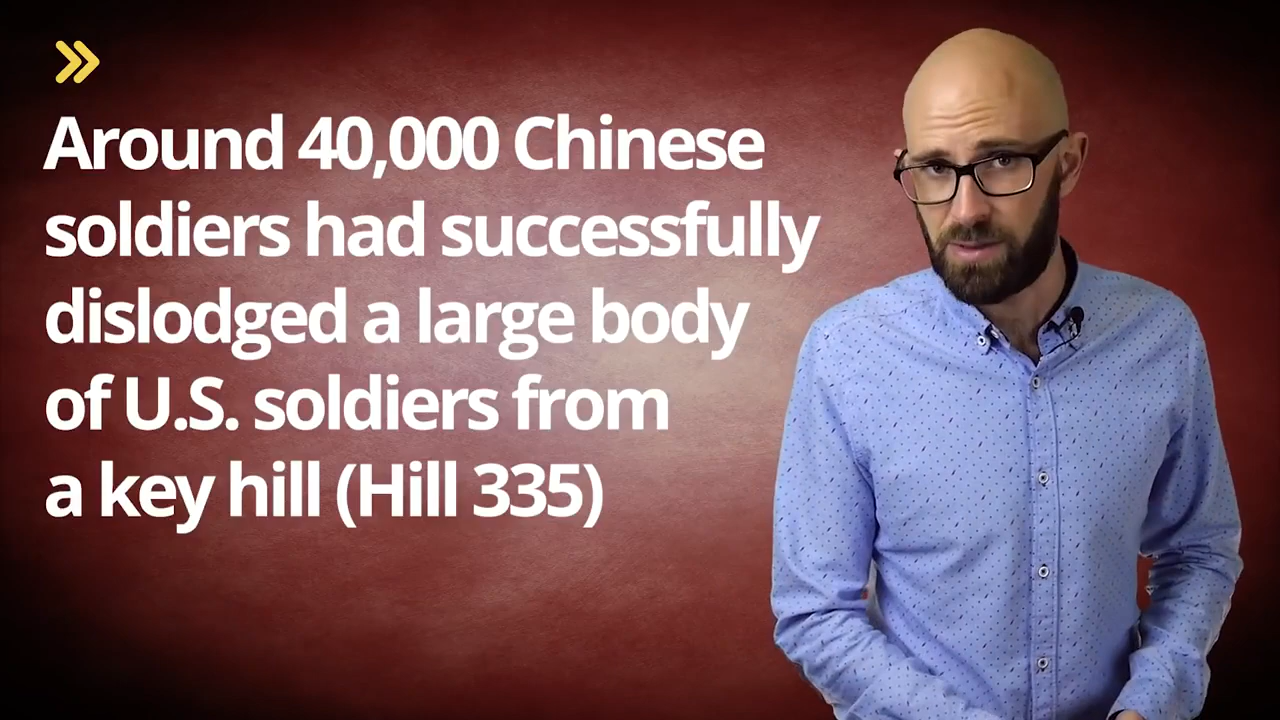 Around 40,000 Chinese
soldiers had successfully
dislodged a large body
of U.S. soldiers from
a key hill (Hill 335)